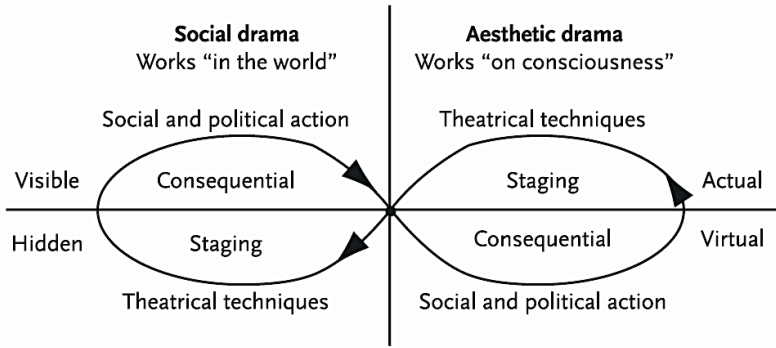 Social drama
Works “in the world”
Aesthetic drama
Works “on consciousness”
Social and political action
Theatrical techniques
Visible
Consequential
Staging
Actual
Hidden
Staging
Consequential
Virtual
Theatrical techniques
Social and political action